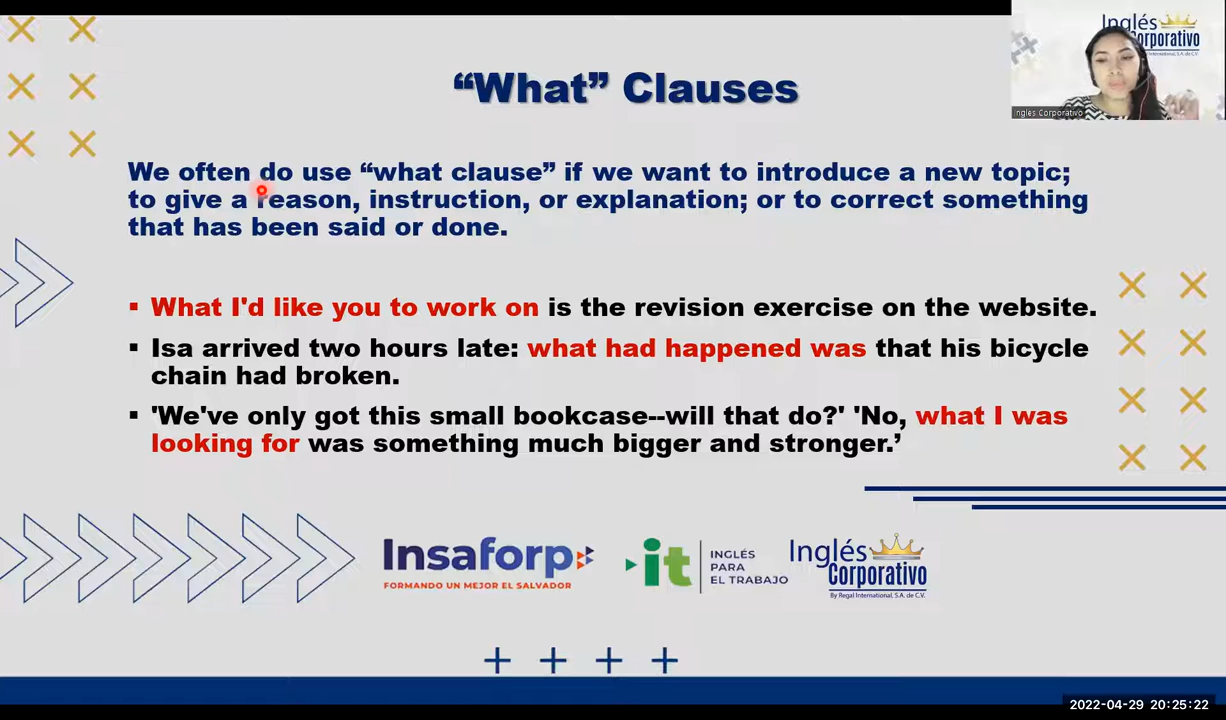 Inglés
Corporativo
Ingles Corporativo
“What” Clauses
We often do use “what clause” if we want to introduce a new topic;
to give a reason, instruction, or explanation; or to correct something
that has been said or done.
▪ What I'd like you to work on is the revision exercise on the website.
▪ Isa arrived two hours late: what had happened was that his bicycle
chain had broken.
▪ 'We've only got this small bookcase--will that do?' 'No, what I was
looking for was something much bigger and stronger.’
Insaforp
FORMANDO UN MEJOR EL SALVADOR
it
INGLÉS
PARA
EL TRABAJO
Inglés
Corporativo
By Regal International, S.A. de C.V.
2022-04-29 20:25:22